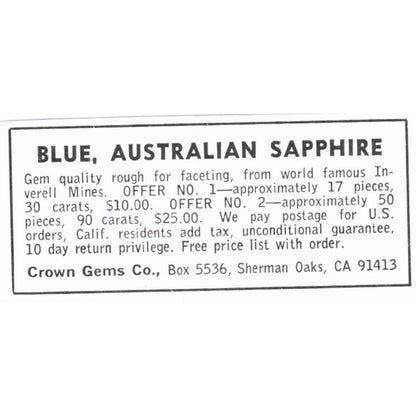 BLUE, AUSTRALIAN SAPPHIRE
Gem quality rough for faceting, from world famous In-
verell Mines. OFFER NO. 1—approximately 17 pieces,
30 carats, $10.00. OFFER NO. 2—approximately 50
pieces, 90 carats, $25.00. We pay postage for U.S.
orders, Calif. residents add tax, unconditional guarantee,
10 day return privilege. Free price list with order.
Crown Gems Co., Box 5536, Sherman Oaks, CA 91413